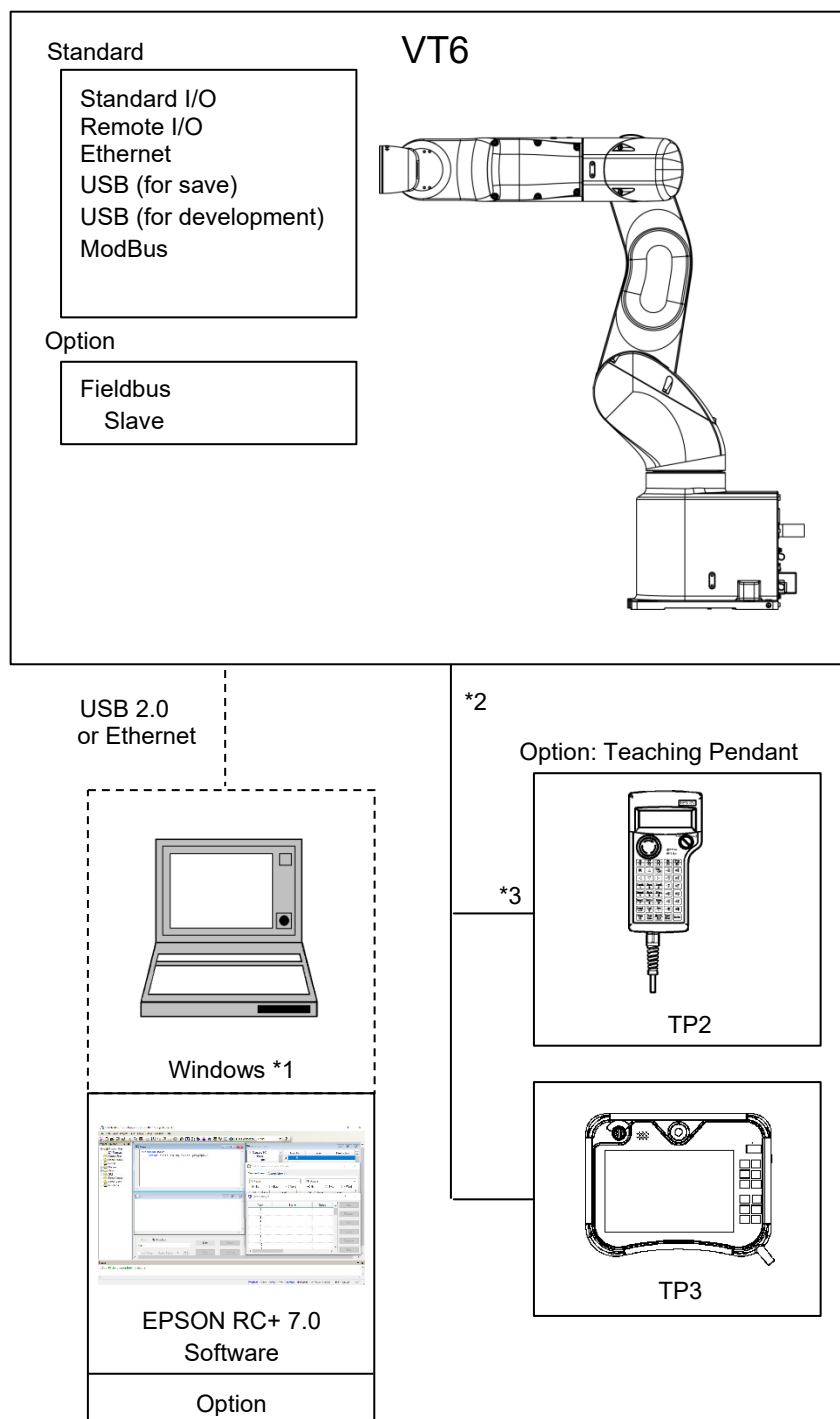 VT6
Standard
Standard I/O
Remote I/O
Ethernet
USB (for save)
USB (for development)
ModBus
Option
Fieldbus
Slave
USB 2.0
or Ethernet
*2
Option: Teaching Pendant
*3
TP2
Windows *1
TP3
EPSON RC+ 7.0
Software
Option